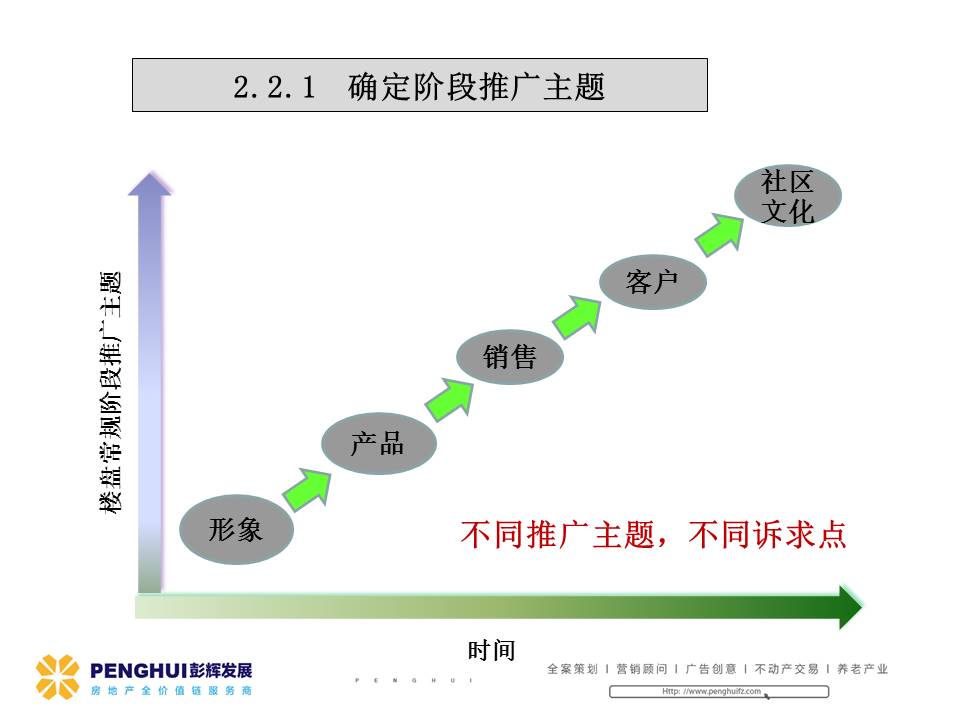 2.2.1 确定阶段推广主题
社区
文化
客户
销售
产品
形象
楼盘常规阶段推广主题
不同推广主题，不同诉求点
时间
PENGHUI彭辉发展
房地产全价值链服务商
PENGHUI
全案策划 | 营销顾问 | 广告创意 | 不动产交易 | 养老产业
Http: //www.penghuifz.com